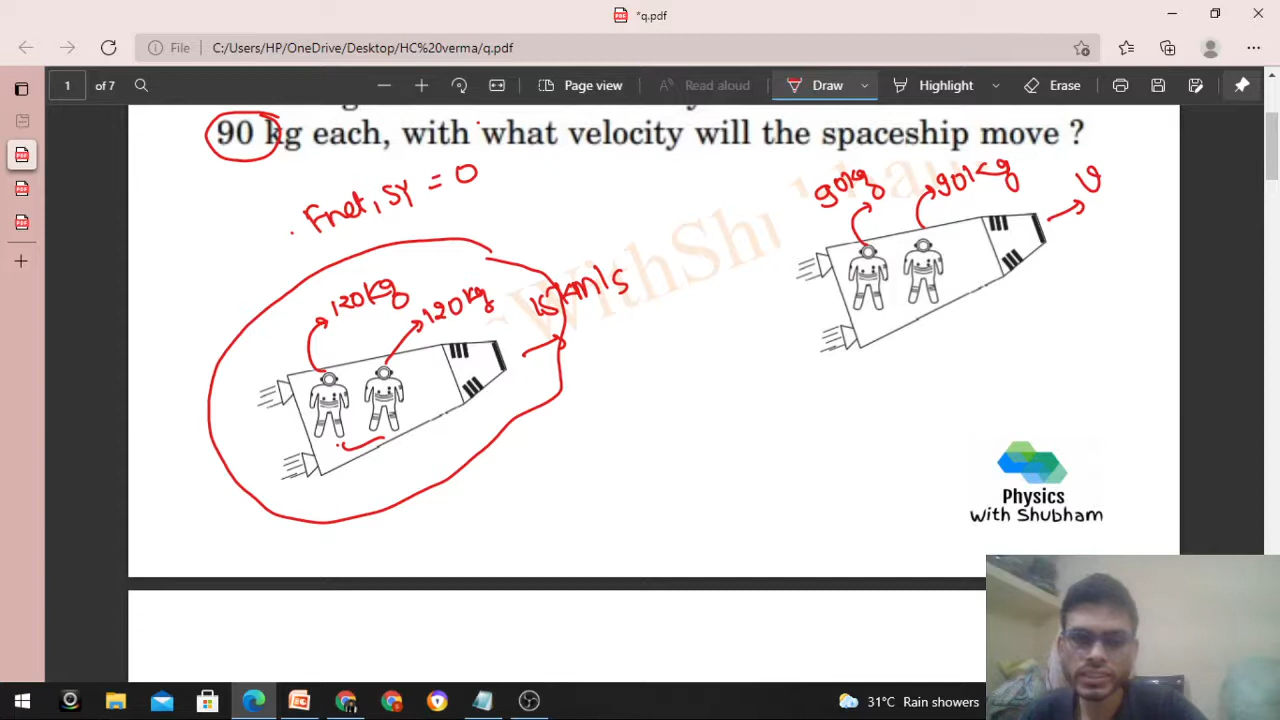 *q.pdf
File C:/Users/HP/OneDrive/Desktop/HC%20verma/q.pdf
1 of 7 Page view Read aloud Draw Highlight Erase
90 kg each, with what velocity will the spaceship move ?
Fnet, sy = 0
90kg 90kg v
120kg 120kg 15km/s
WithShubham
Physics
With Shubham
31°C Rain showers